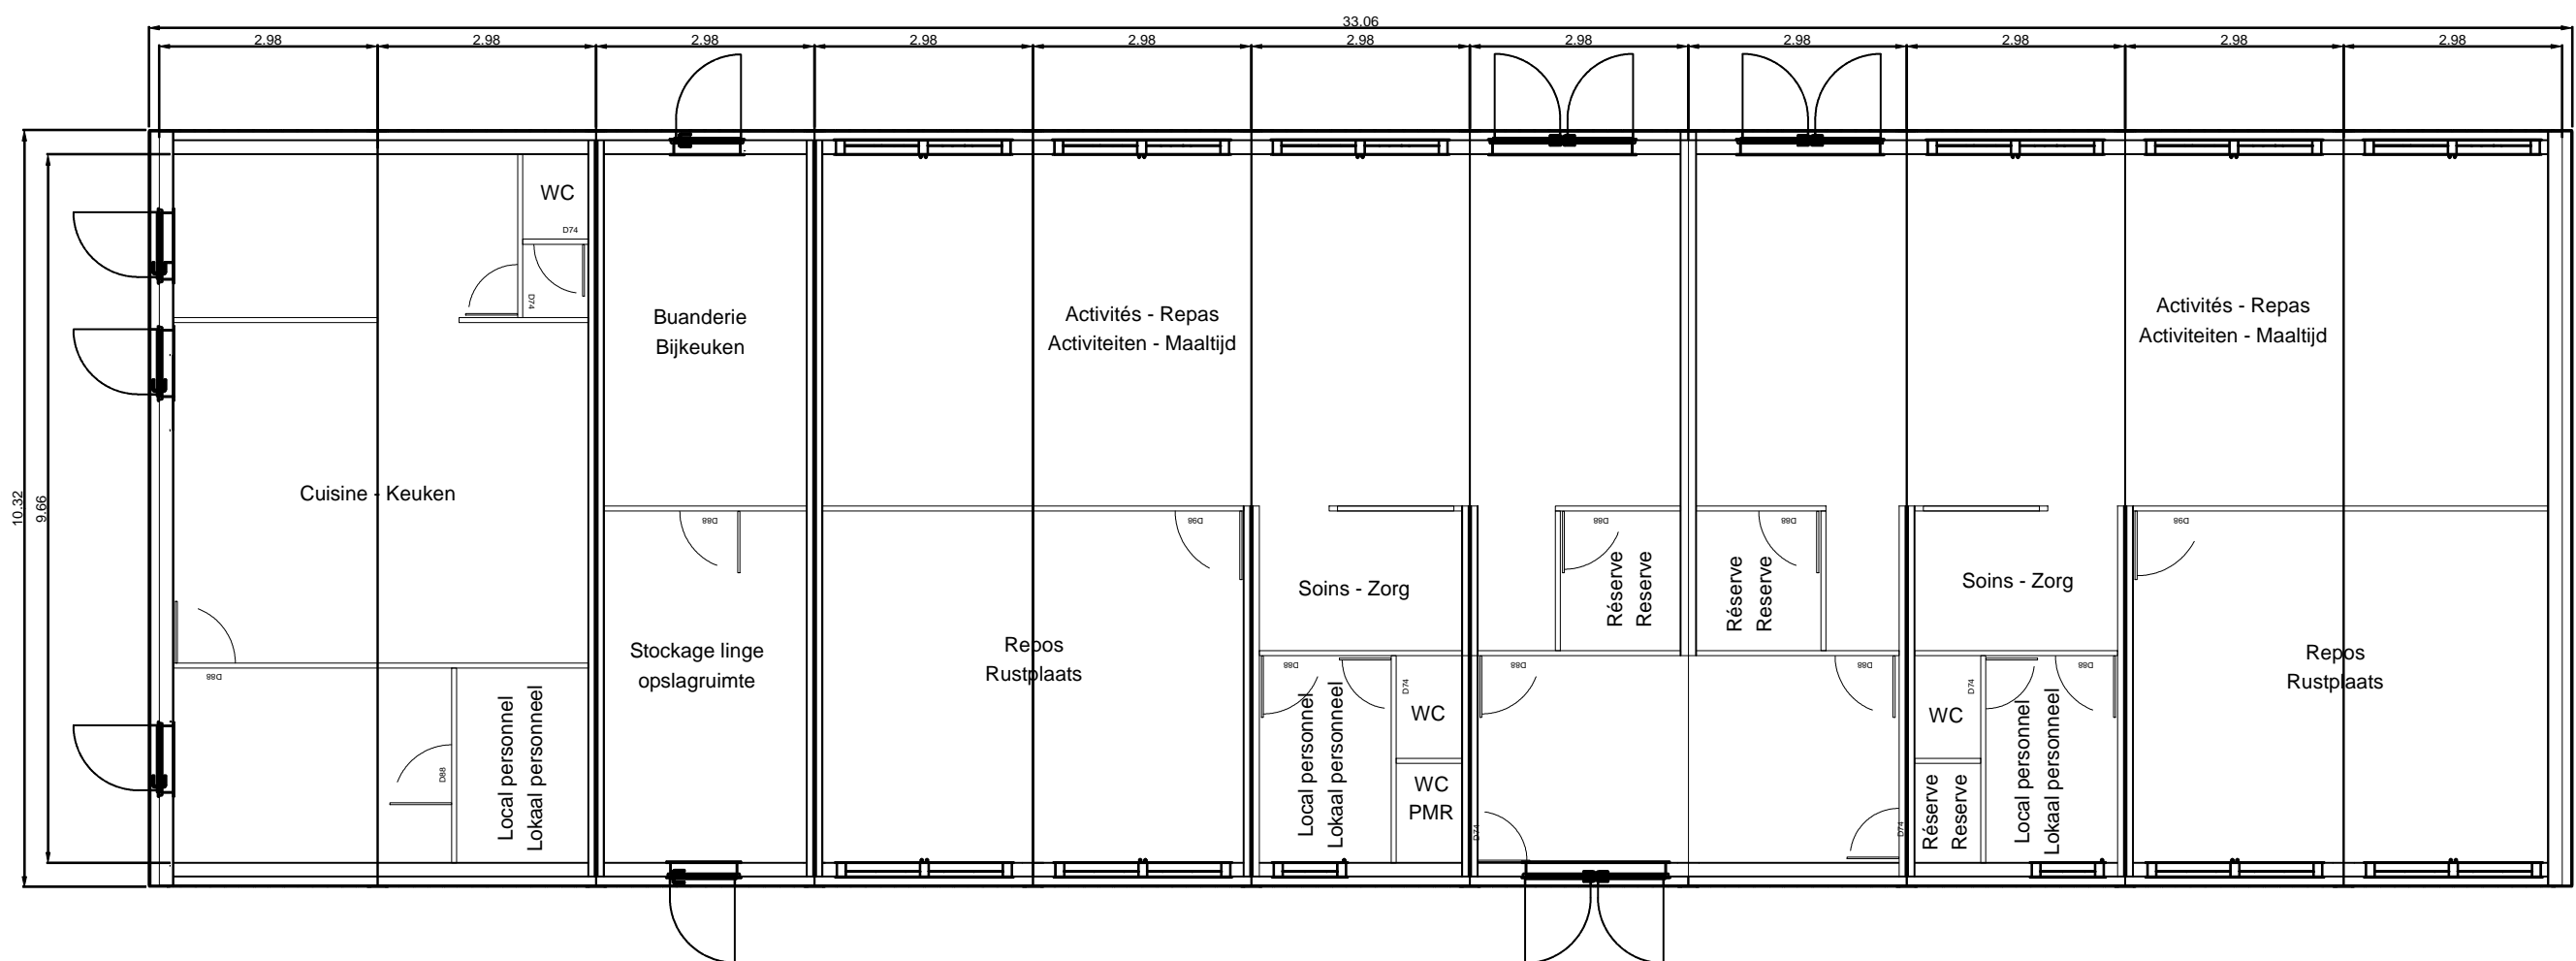 33.06
2.98
2.98
2.98
2.98
2.98
2.98
2.98
2.98
2.98
2.98
2.98
10.32
9.66
WC
D74
D74
Cuisine - Keuken
D88
D88
Local personnel
Lokaal personneel
Buanderie
Bijkeuken
D88
Stockage linge
opslagruimte
Activités - Repas
Activiteiten - Maaltijd
D98
Repos
Rustplaats
Soins - Zorg
D88
Local personnel
Lokaal personneel
D74
WC
WC
PMR
D88
Réserve
Reserve
D88
D74
D88
Réserve
Reserve
D88
D74
Activités - Repas
Activiteiten - Maaltijd
Soins - Zorg
D74
WC
D88
Réserve
Reserve
Local personnel
Lokaal personneel
D98
Repos
Rustplaats